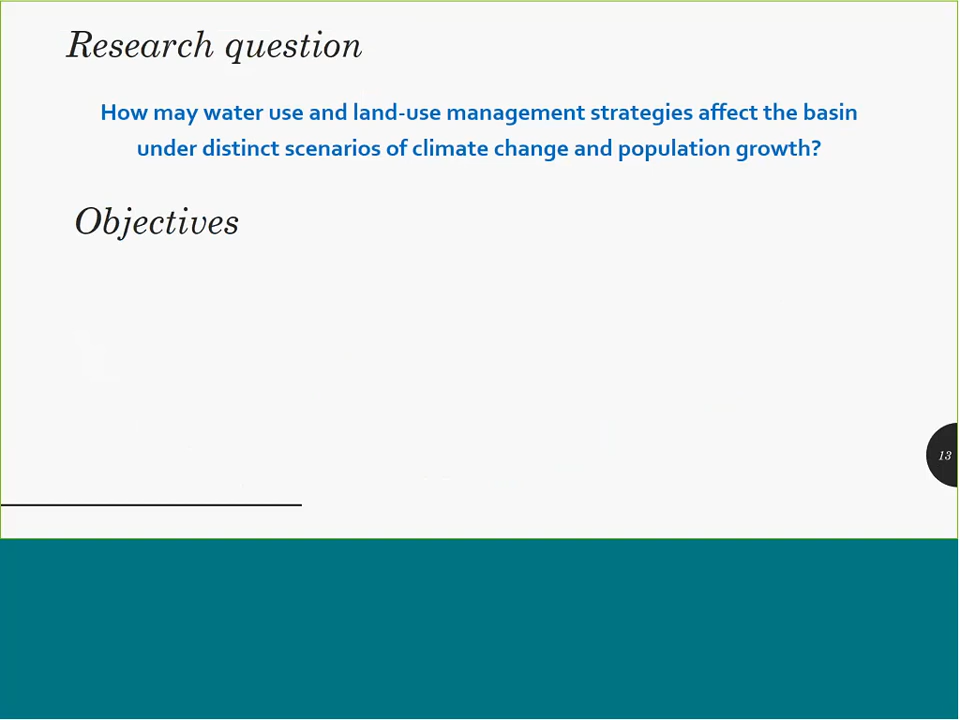 Research question
How may water use and land-use management strategies affect the basin
under distinct scenarios of climate change and population growth?
Objectives
13